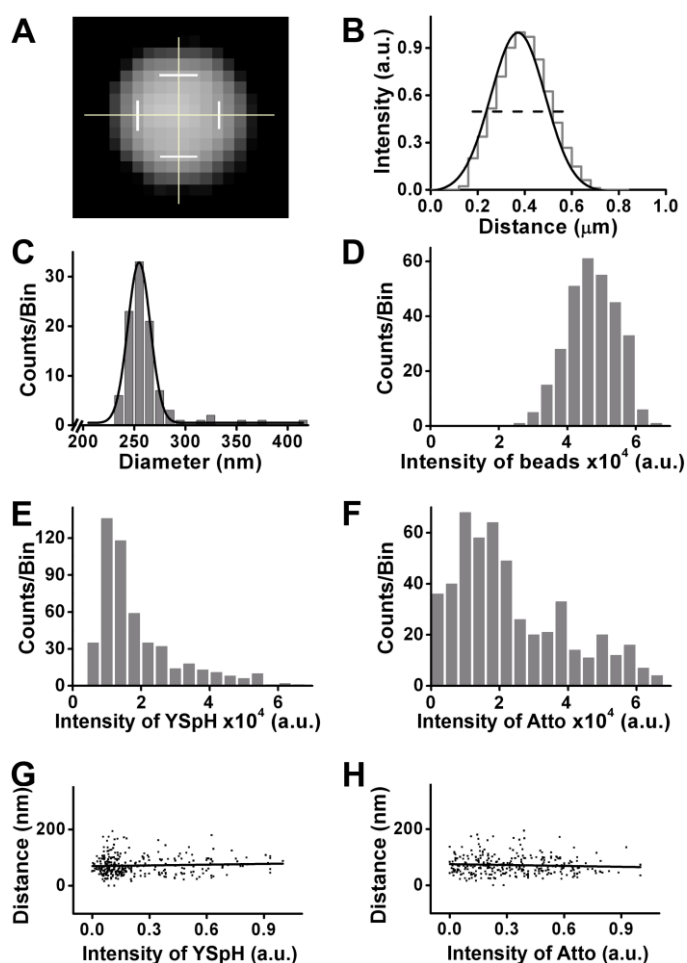 A
B
Intensity (a.u.)
0.9
0.6
0.3
0.0
0.0 0.2 0.4 0.6 0.8 1.0
Distance (μm)
C
Counts/Bin
30
20
10
0
200 250 300 350 400
Diameter (nm)
D
Counts/Bin
60
40
20
0
0 2 4 6
Intensity of beads x10⁴ (a.u.)
E
Counts/Bin
120
90
60
30
0
0 2 4 6
Intensity of YSpH x10⁴ (a.u.)
F
Counts/Bin
60
40
20
0
0 2 4 6
Intensity of Atto x10⁴ (a.u.)
G
Distance (nm)
200
0
0.0 0.3 0.6 0.9
Intensity of YSpH (a.u.)
H
Distance (nm)
200
0
0.0 0.3 0.6 0.9
Intensity of Atto (a.u.)